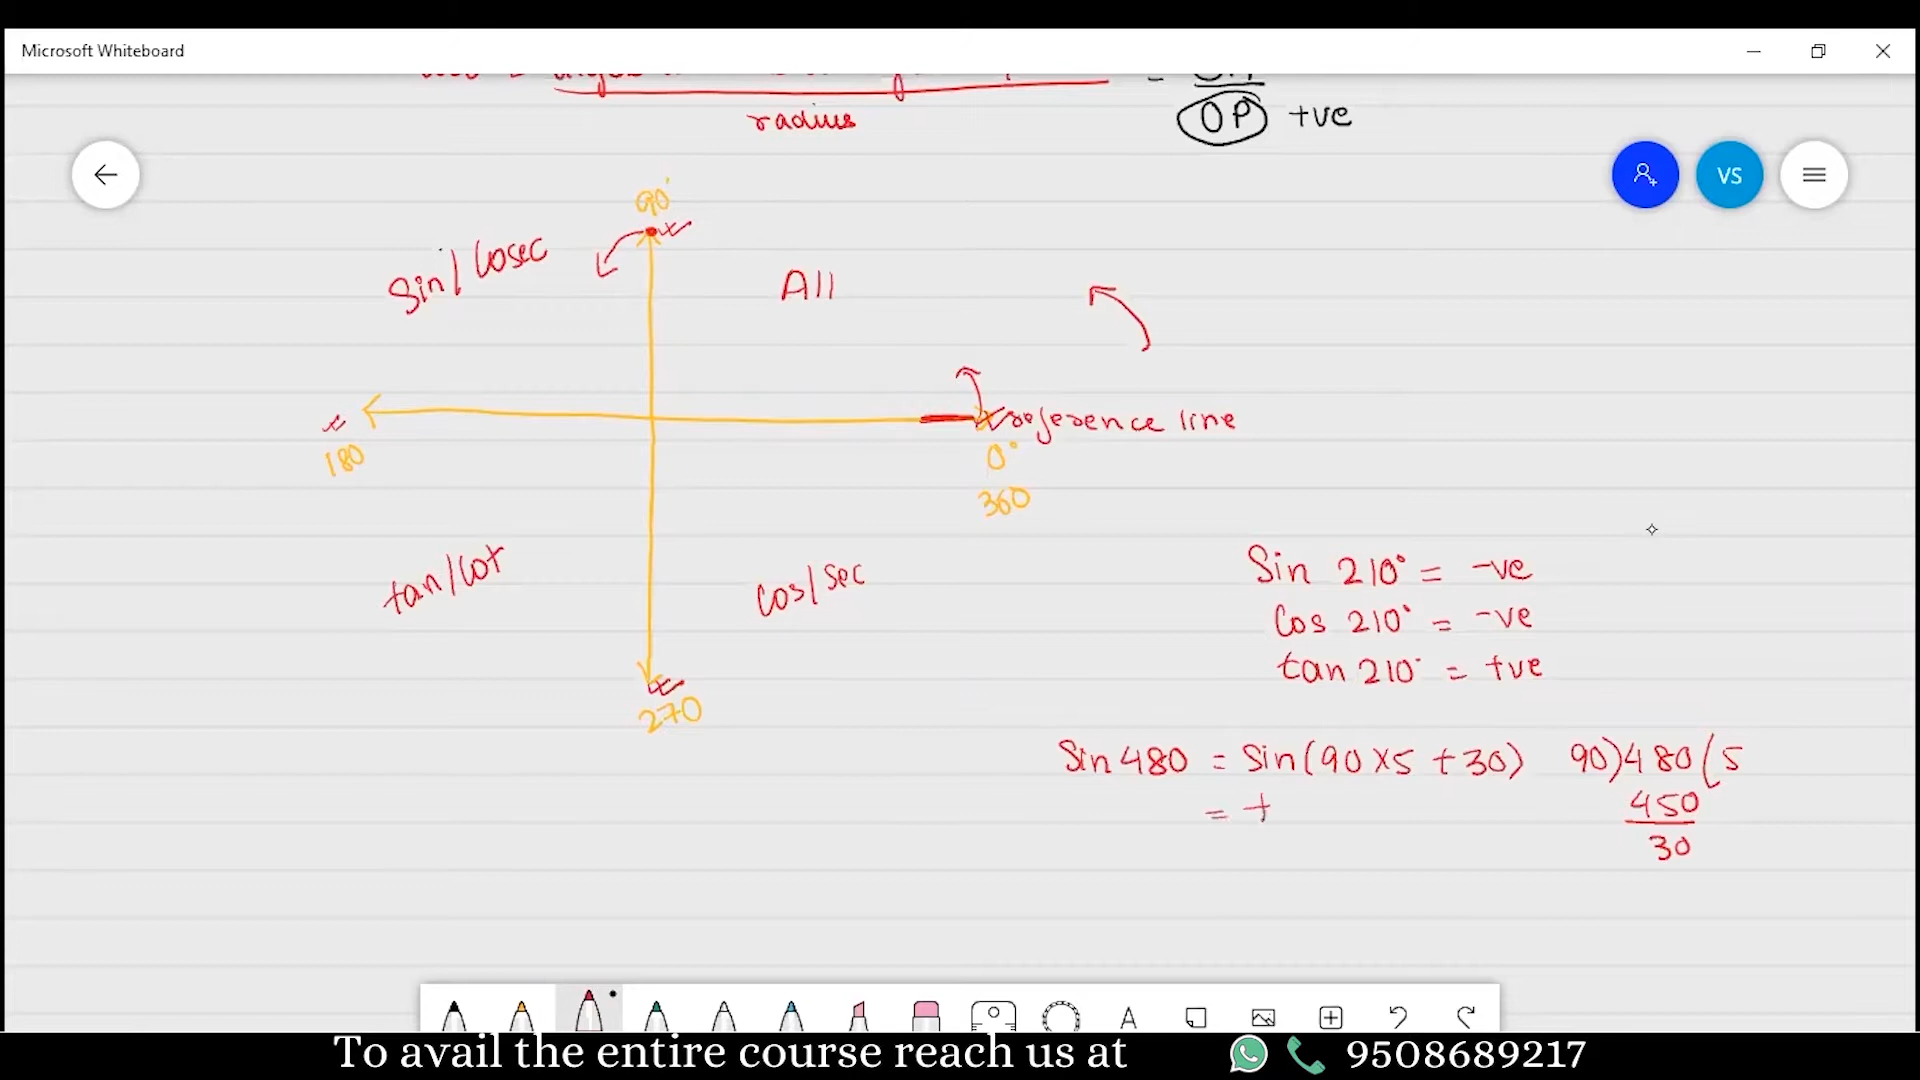 Microsoft Whiteboard
radius
=
OP +ve
VS
90°
Sin/Cosec
All
reference line
180
0°
360
tan/cot
cos/sec
270
Sin 210° = -ve
Cos 210° = -ve
tan 210° = +ve
Sin 480 = Sin(90×5 + 30)
= +
90)480(5
450
30
To avail the entire course reach us at 9508689217